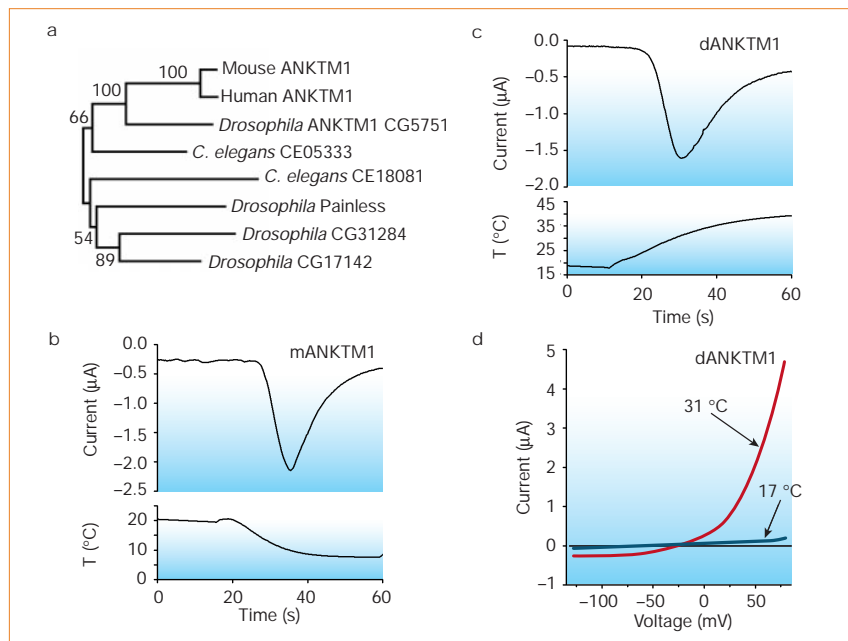 a
100
Mouse ANKTM1
100
Human ANKTM1
66
Drosophila ANKTM1 CG5751
C. elegans CE05333
C. elegans CE18081
Drosophila Painless
54
Drosophila CG31284
89
Drosophila CG17142
b
mANKTM1
0.0
−0.5
−1.0
−1.5
−2.0
−2.5
Current (µA)
20
10
0
T (°C)
0 20 40 60
Time (s)
c
dANKTM1
0.0
−0.5
−1.0
−1.5
−2.0
Current (µA)
45
35
25
15
T (°C)
0 20 40 60
Time (s)
d
dANKTM1
5
4
3
2
1
0
−1
Current (µA)
31 °C
17 °C
−100 −50 0 50
Voltage (mV)